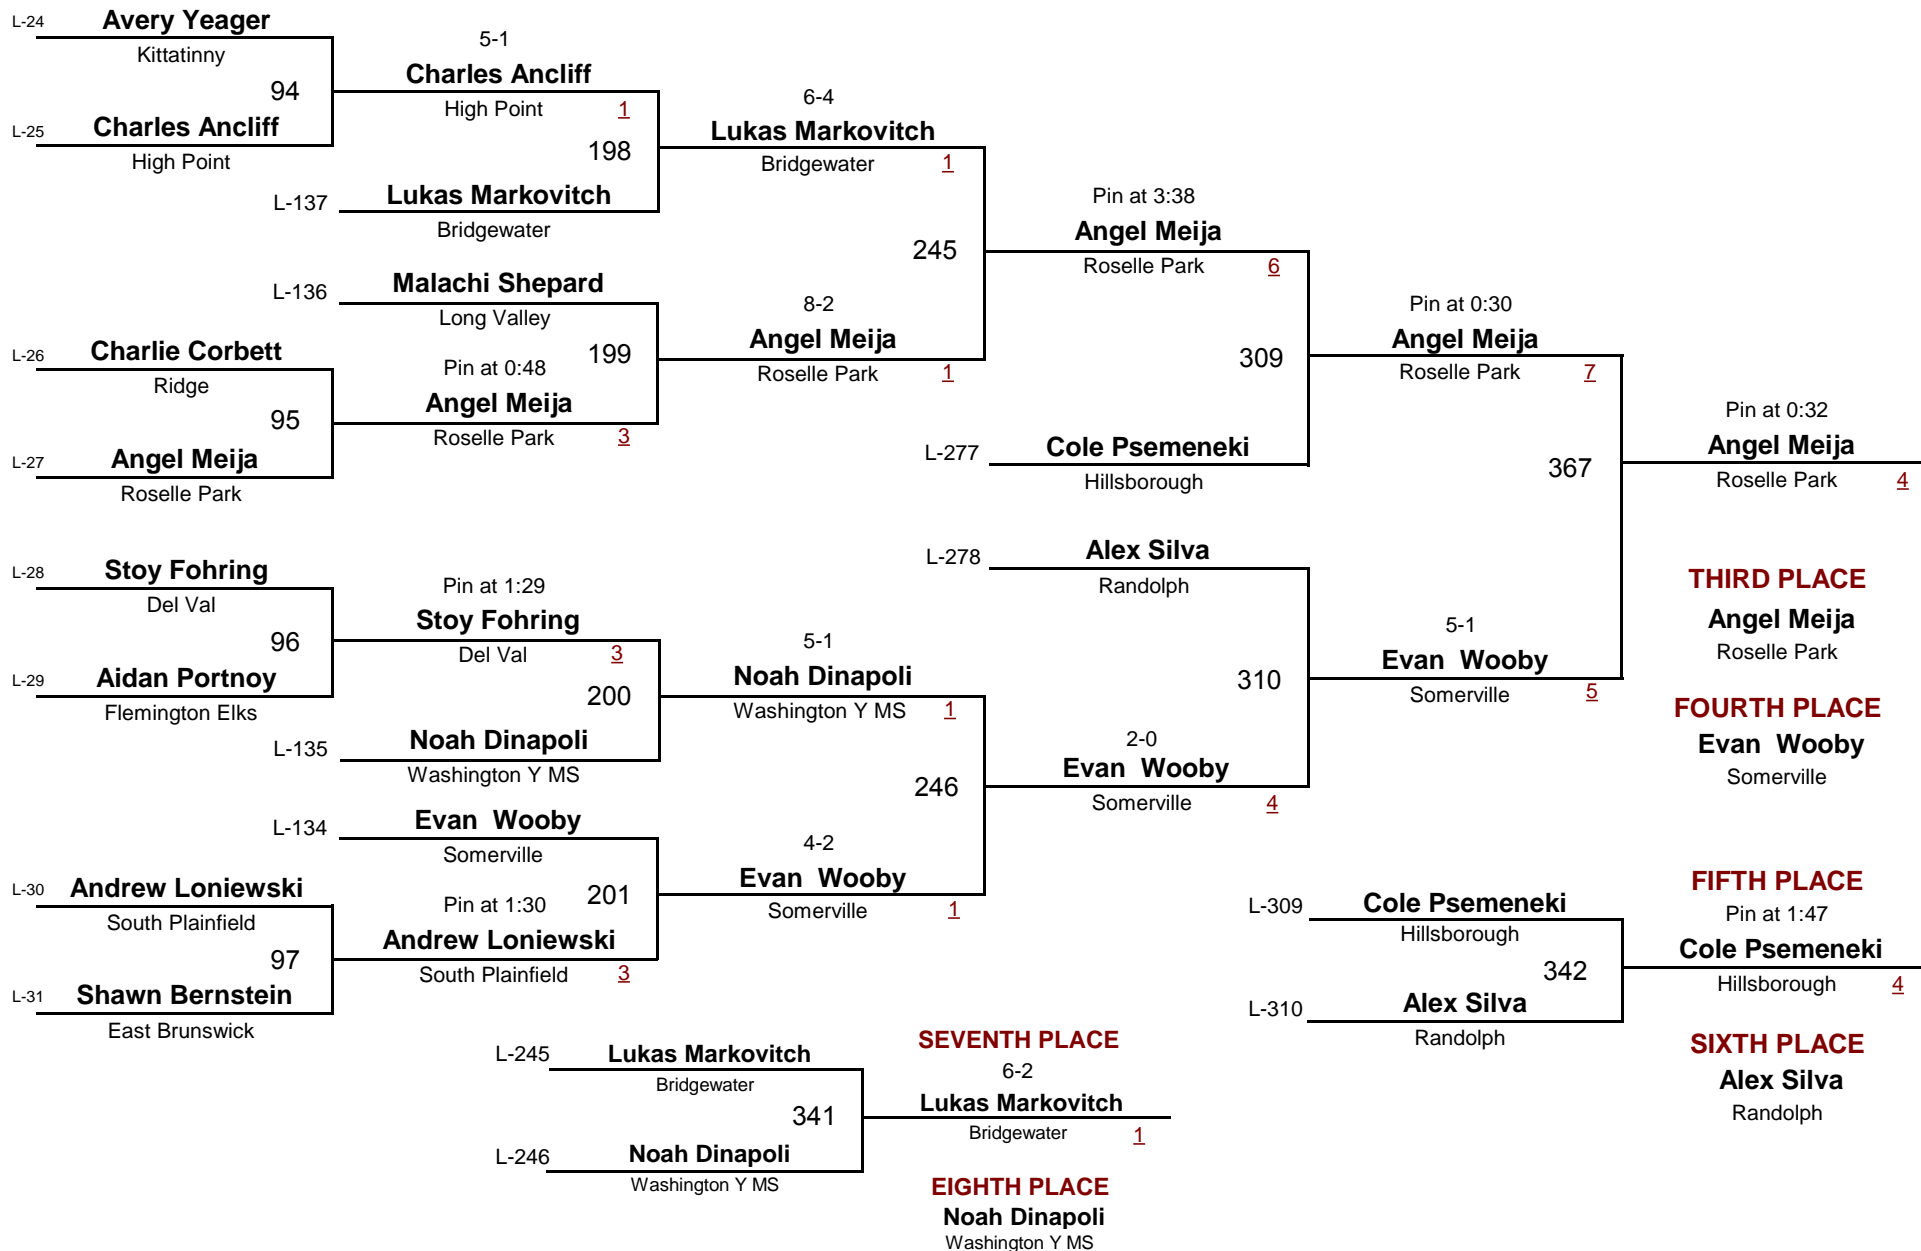 L-24 Avery Yeager
Kittatinny
94
L-25 Charles Ancliff
High Point
5-1
Charles Ancliff
High Point 1
198
L-137 Lukas Markovitch
Bridgewater
6-4
Lukas Markovitch
Bridgewater 1
L-136 Malachi Shepard
Long Valley
199
L-26 Charlie Corbett
Ridge
95
L-27 Angel Meija
Roselle Park
Pin at 0:48
Angel Meija
Roselle Park 3
8-2
Angel Meija
Roselle Park 1
245
Pin at 3:38
Angel Meija
Roselle Park 6
309
L-277 Cole Psemeneki
Hillsborough
Pin at 0:30
Angel Meija
Roselle Park 7
367
Pin at 0:32
Angel Meija
Roselle Park 4
L-28 Stoy Fohring
Del Val
96
L-29 Aidan Portnoy
Flemington Elks
Pin at 1:29
Stoy Fohring
Del Val 3
200
L-135 Noah Dinapoli
Washington Y MS
5-1
Noah Dinapoli
Washington Y MS 1
L-134 Evan Wooby
Somerville
201
L-30 Andrew Loniewski
South Plainfield
97
L-31 Shawn Bernstein
East Brunswick
Pin at 1:30
Andrew Loniewski
South Plainfield 3
4-2
Evan Wooby
Somerville 1
246
2-0
Evan Wooby
Somerville 4
L-278 Alex Silva
Randolph
310
5-1
Evan Wooby
Somerville 5
THIRD PLACE
Angel Meija
Roselle Park
FOURTH PLACE
Evan Wooby
Somerville
L-309 Cole Psemeneki
Hillsborough
342
L-310 Alex Silva
Randolph
FIFTH PLACE
Pin at 1:47
Cole Psemeneki
Hillsborough 4
SIXTH PLACE
Alex Silva
Randolph
L-245 Lukas Markovitch
Bridgewater
341
L-246 Noah Dinapoli
Washington Y MS
SEVENTH PLACE
6-2
Lukas Markovitch
Bridgewater 1
EIGHTH PLACE
Noah Dinapoli
Washington Y MS